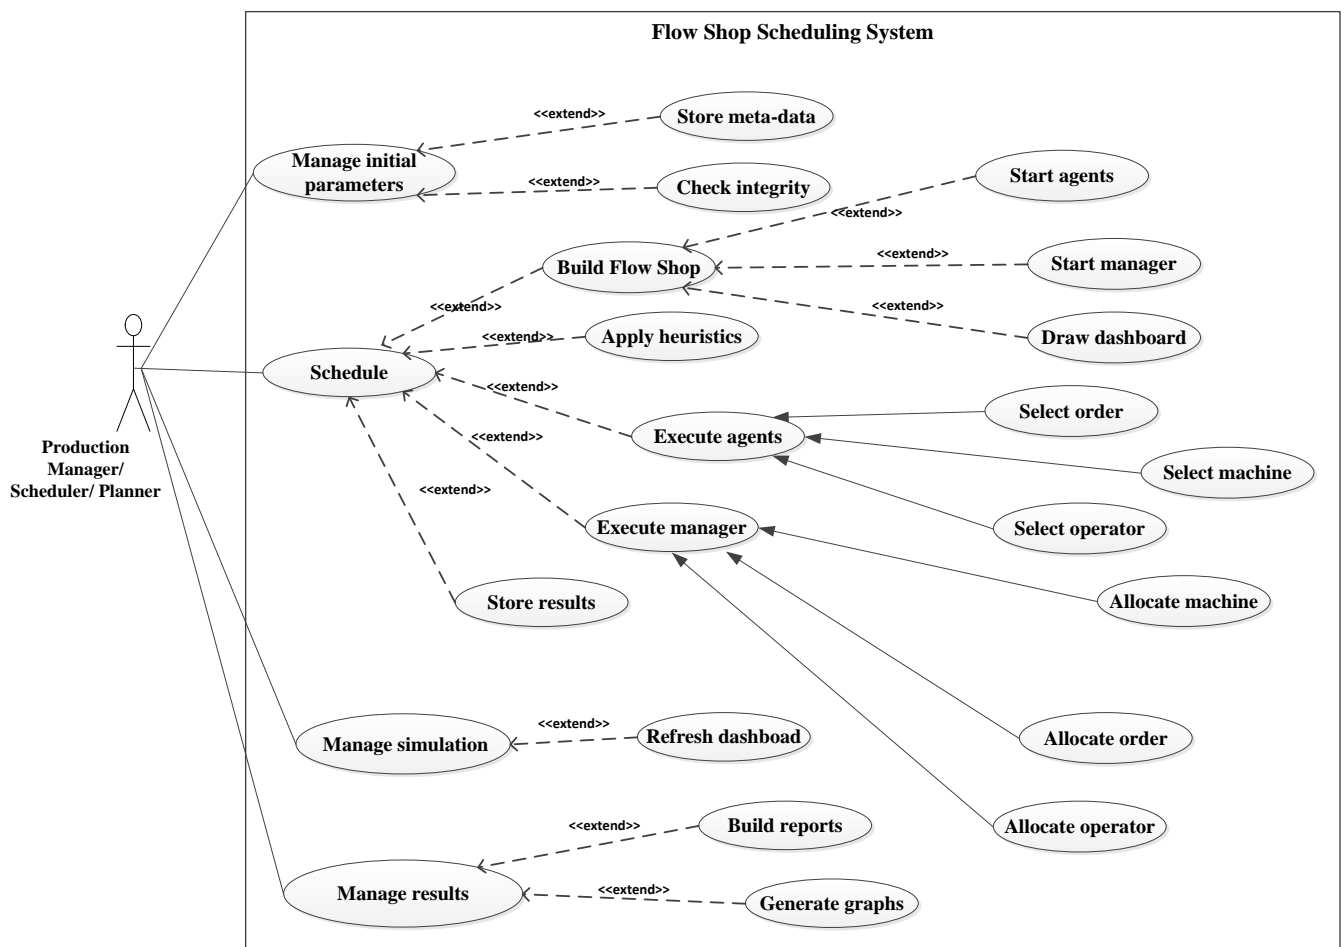 Flow Shop Scheduling System
<<extend>>
Store meta-data
Manage initial
parameters
<<extend>>
Check integrity
Start agents
<<extend>>
Build Flow Shop
<<extend>>
Start manager
<<extend>>
<<extend>>
Draw dashboard
<<extend>>
Apply heuristics
Schedule
<<extend>>
Select order
Execute agents
<<extend>>
Select machine
Production
Manager/
Scheduler/ Planner
<<extend>>
Select operator
Execute manager
Store results
Allocate machine
<<extend>>
Manage simulation
Refresh dashboad
Allocate order
<<extend>>
Build reports
Allocate operator
Manage results
<<extend>>
Generate graphs